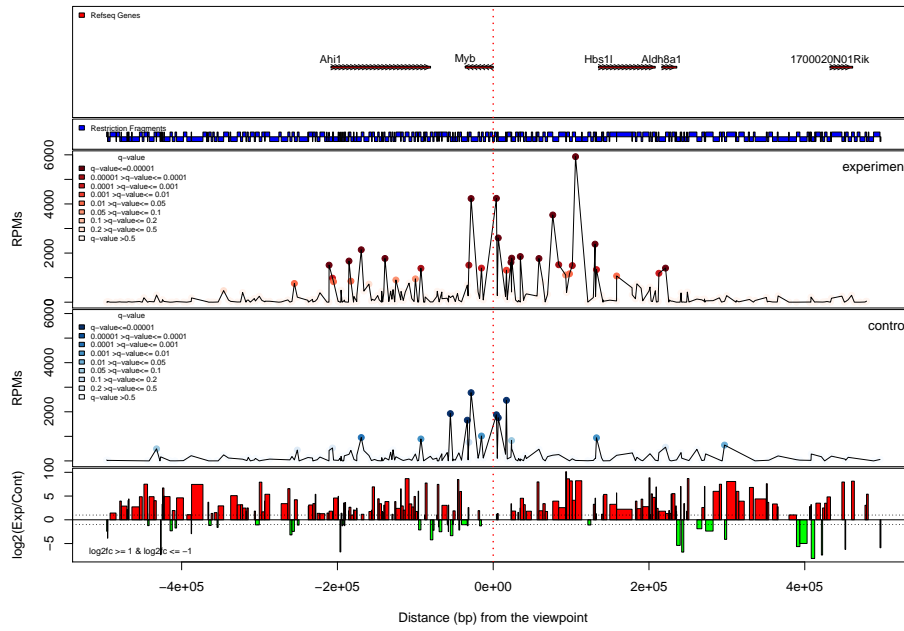 Refseq Genes
Ahi1
Myb
Hbs1l
Aldh8a1
1700020N01Rik
Restriction Fragments
6000
4000
2000
0
RPMs
q-value
q-value<=0.00001
0.00001 >q-value<= 0.0001
0.0001 >q-value<= 0.001
0.001 >q-value<= 0.01
0.01 >q-value<= 0.05
0.05 >q-value<= 0.1
0.1 >q-value<= 0.2
0.2 >q-value<= 0.5
q-value >0.5
experimen
6000
4000
2000
0
RPMs
q-value
q-value<=0.00001
0.00001 >q-value<= 0.0001
0.0001 >q-value<= 0.001
0.001 >q-value<= 0.01
0.01 >q-value<= 0.05
0.05 >q-value<= 0.1
0.1 >q-value<= 0.2
0.2 >q-value<= 0.5
q-value >0.5
contro
10
5
0
-5
log2(Exp/Cont)
log2fc >= 1 & log2fc <= -1
-4e+05
-2e+05
0e+00
2e+05
4e+05
Distance (bp) from the viewpoint